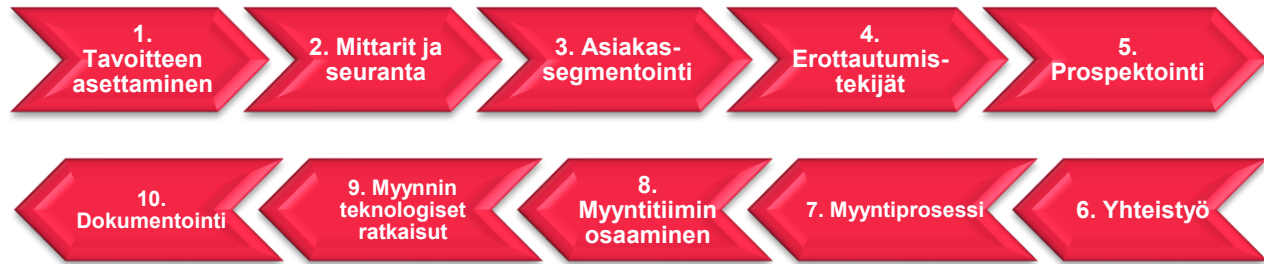 1.
Tavoitteen
asettaminen
2. Mittarit ja
seuranta
3. Asiakas-
segmentointi
4.
Erottautumis-
tekijät
5.
Prospektointi
6. Yhteistyö
7. Myyntiprosessi
8.
Myyntitiimin
osaaminen
9. Myynnin
teknologiset
ratkaisut
10.
Dokumentointi